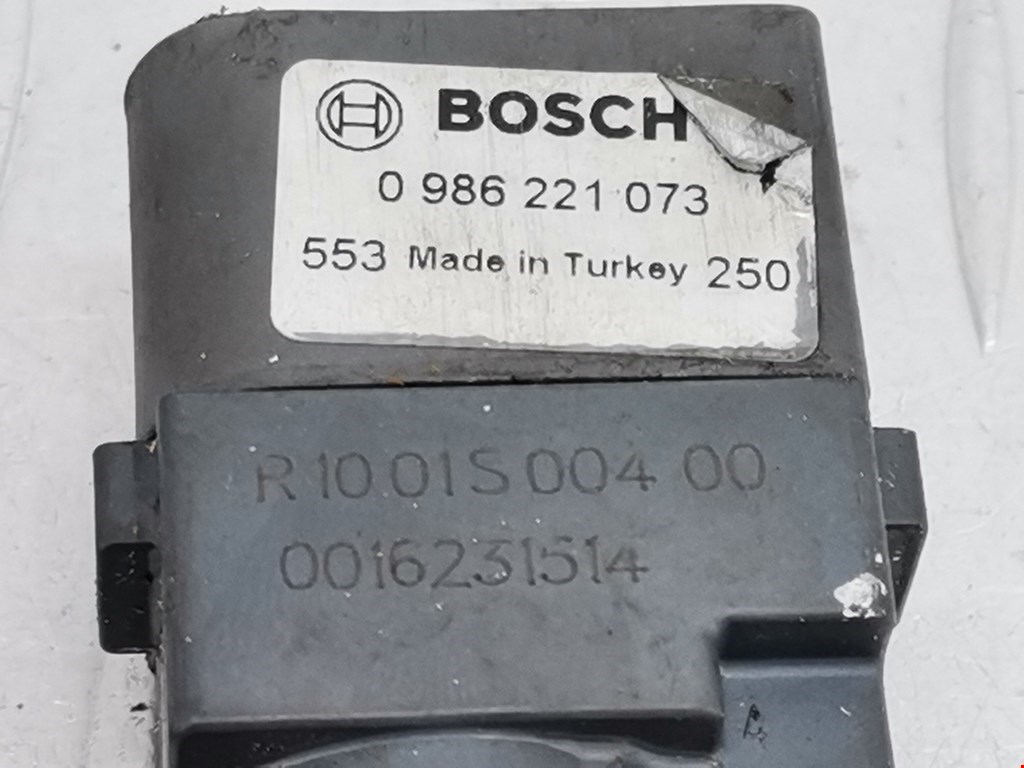 BOSCH
0 986 221 073
553 Made in Turkey 250
R 10 01S 004 00
0016231514